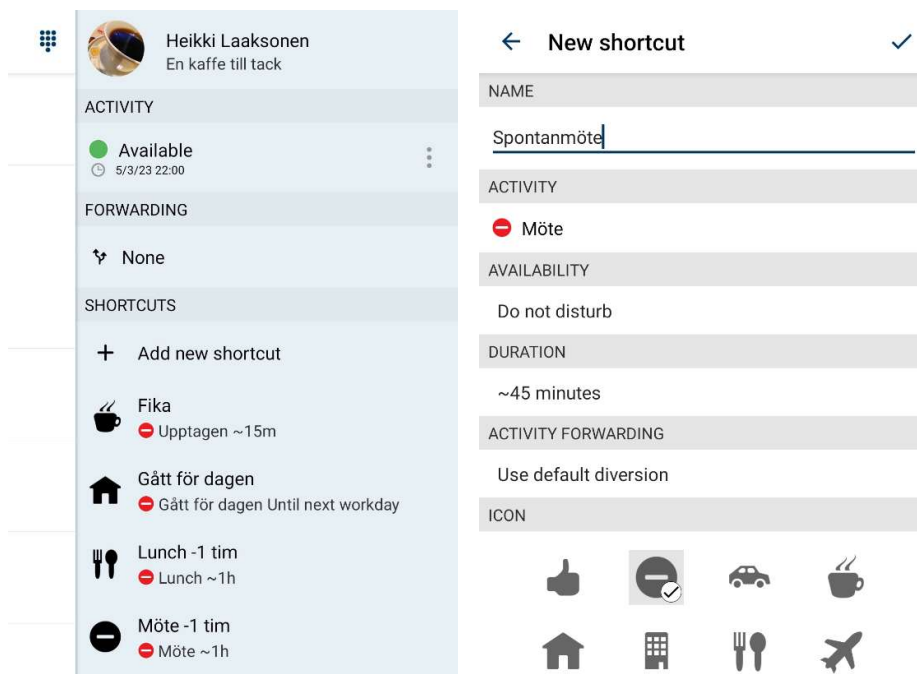 Heikki Laaksonen
En kaffe till tack
ACTIVITY
Available
5/3/23 22:00
FORWARDING
None
SHORTCUTS
Add new shortcut
Fika
Upptagen ~15m
Gått för dagen
Gått för dagen Until next workday
Lunch -1 tim
Lunch ~1h
Möte -1 tim
Möte ~1h
New shortcut
NAME
Spontanmöte
ACTIVITY
Möte
AVAILABILITY
Do not disturb
DURATION
~45 minutes
ACTIVITY FORWARDING
Use default diversion
ICON